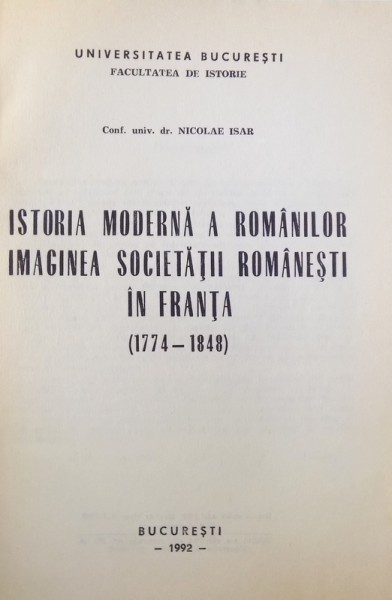 UNIVERSITATEA BUCUREȘTI
FACULTATEA DE ISTORIE
Conf. univ. dr. NICOLAE ISAR
ISTORIA MODERNĂ A ROMÂNILOR
IMAGINEA SOCIETĂȚII ROMÂNEȘTI
ÎN FRANȚA
(1774–1848)
BUCUREȘTI
– 1992 –